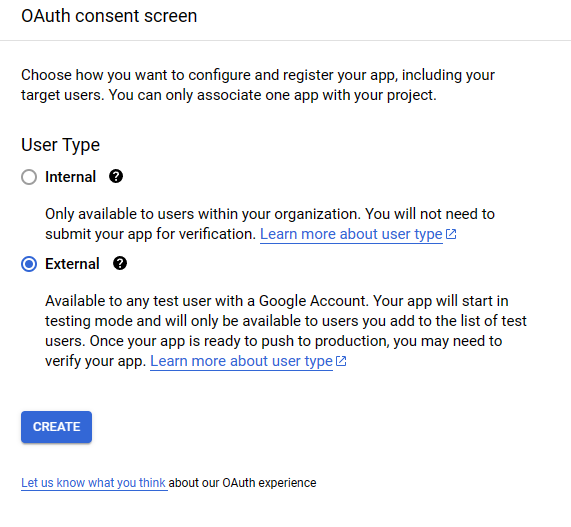 OAuth consent screen
Choose how you want to configure and register your app, including your
target users. You can only associate one app with your project.
User Type
Internal
Only available to users within your organization. You will not need to
submit your app for verification. Learn more about user type
External
Available to any test user with a Google Account. Your app will start in
testing mode and will only be available to users you add to the list of test
users. Once your app is ready to push to production, you may need to
verify your app. Learn more about user type
CREATE
Let us know what you think about our OAuth experience